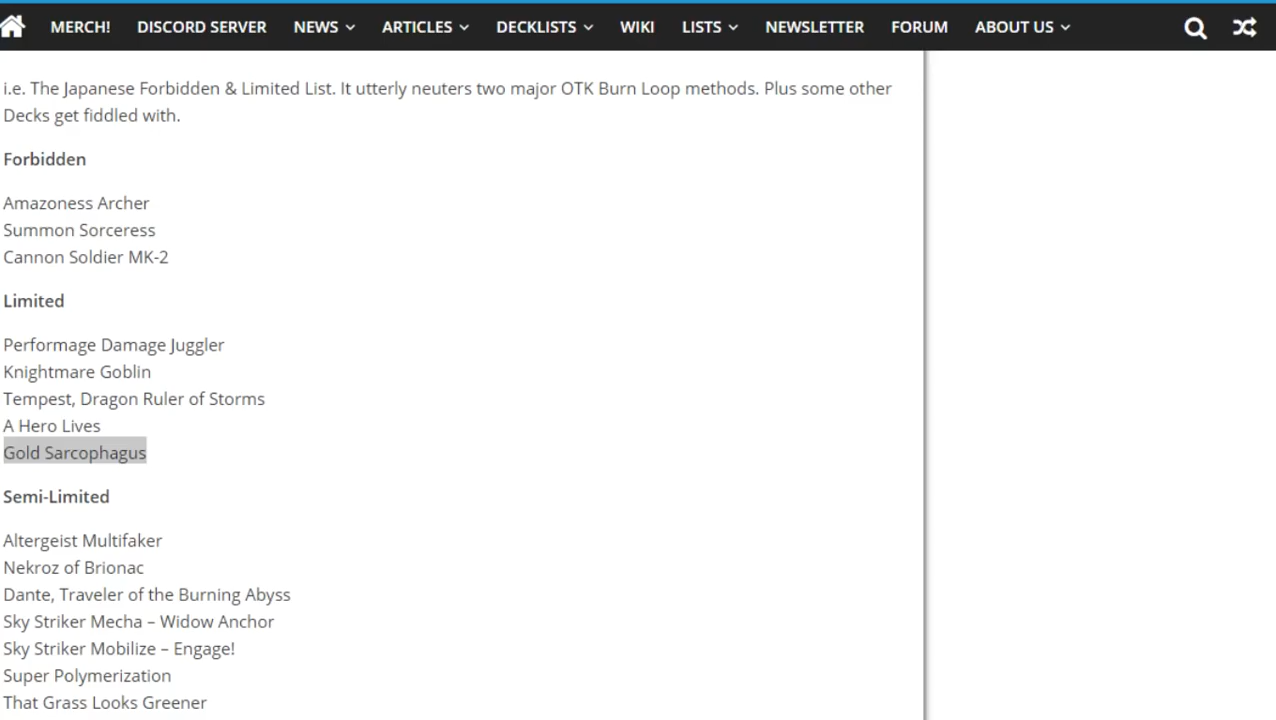 MERCH! DISCORD SERVER NEWS ARTICLES DECKLISTS WIKI LISTS NEWSLETTER FORUM ABOUT US
i.e. The Japanese Forbidden & Limited List. It utterly neuters two major OTK Burn Loop methods. Plus some other
Decks get fiddled with.
Forbidden
Amazoness Archer
Summon Sorceress
Cannon Soldier MK-2
Limited
Performage Damage Juggler
Knightmare Goblin
Tempest, Dragon Ruler of Storms
A Hero Lives
Gold Sarcophagus
Semi-Limited
Altergeist Multifaker
Nekroz of Brionac
Dante, Traveler of the Burning Abyss
Sky Striker Mecha – Widow Anchor
Sky Striker Mobilize – Engage!
Super Polymerization
That Grass Looks Greener